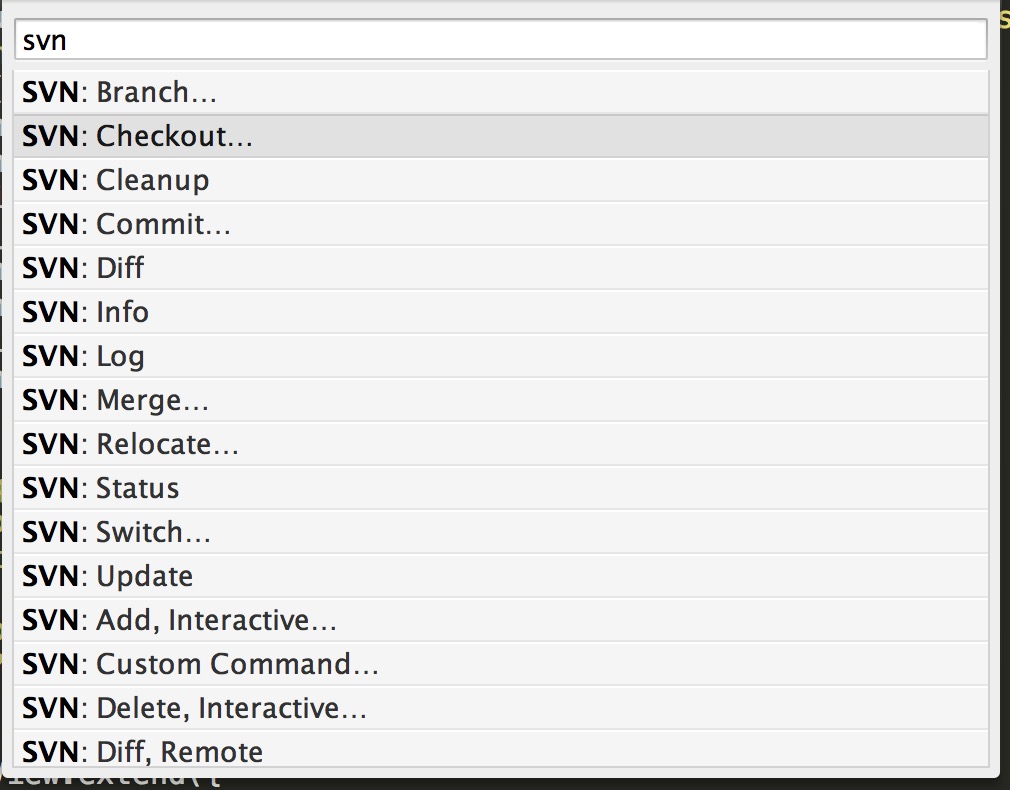 svn
SVN: Branch…
SVN: Checkout…
SVN: Cleanup
SVN: Commit…
SVN: Diff
SVN: Info
SVN: Log
SVN: Merge…
SVN: Relocate…
SVN: Status
SVN: Switch…
SVN: Update
SVN: Add, Interactive…
SVN: Custom Command…
SVN: Delete, Interactive…
SVN: Diff, Remote